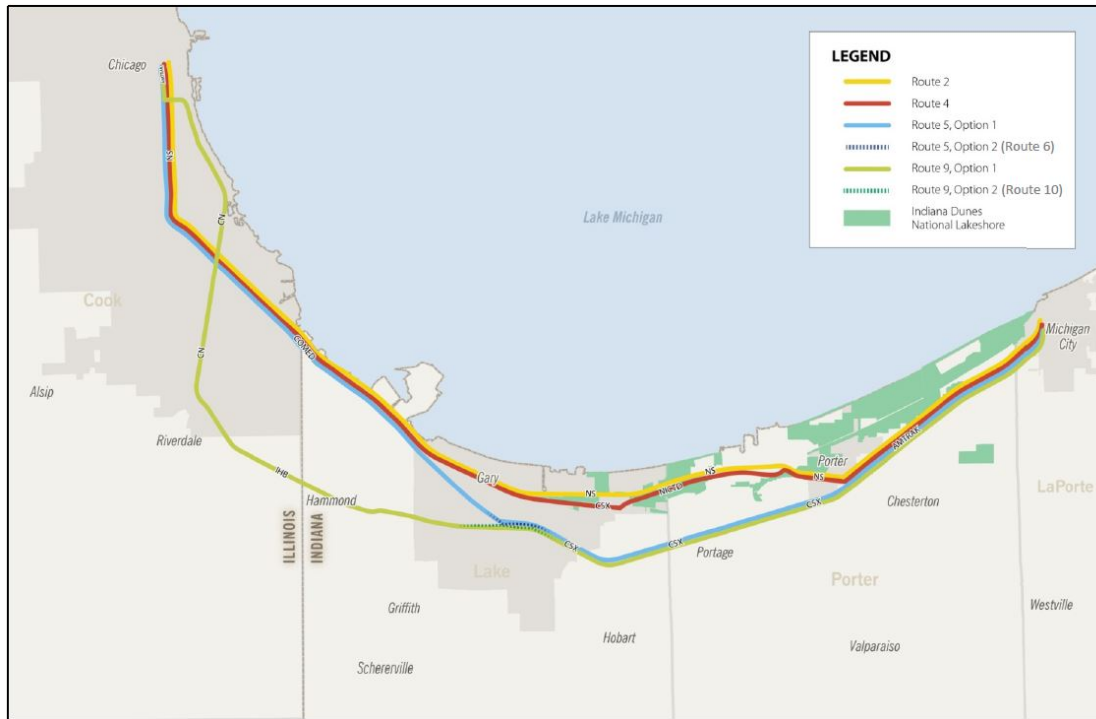 LEGEND
Route 2
Route 4
Route 5, Option 1
Route 5, Option 2 (Route 6)
Route 9, Option 1
Route 9, Option 2 (Route 10)
Indiana Dunes
National Lakeshore
Chicago
NS
CN
Lake Michigan
Cook
CN
COMED
Michigan
City
Alsip
Riverdale
IHB
Hammond
Gary
NS
CSX
NS
Porter
NS
AMTRAK
Chesterton
LaPorte
ILLINOIS
INDIANA
CSX
CSX
Portage
Lake
Porter
Griffith
Hobart
Westville
Schererville
Valparaiso